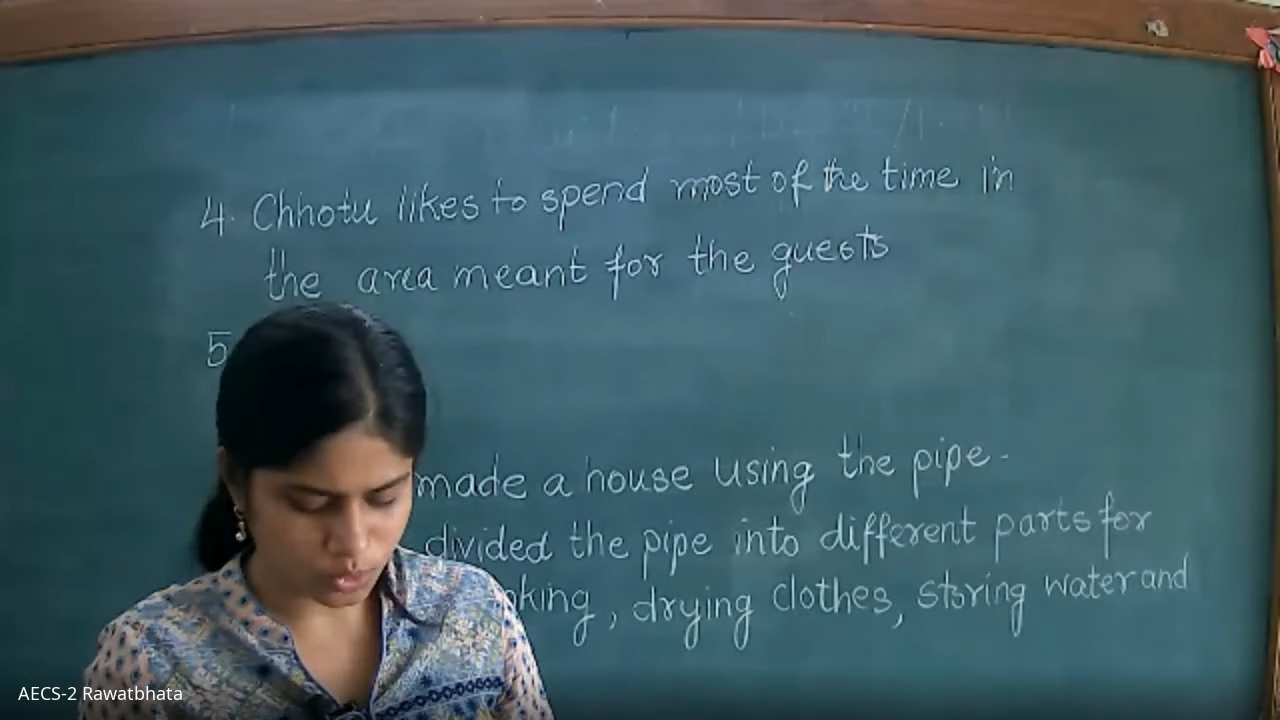 4. Chhotu likes to spend most of the time in
the area meant for the guests
5
made a house using the pipe.
divided the pipe into different parts for
, drying clothes, storing water and
AECS-2 Rawatbhata